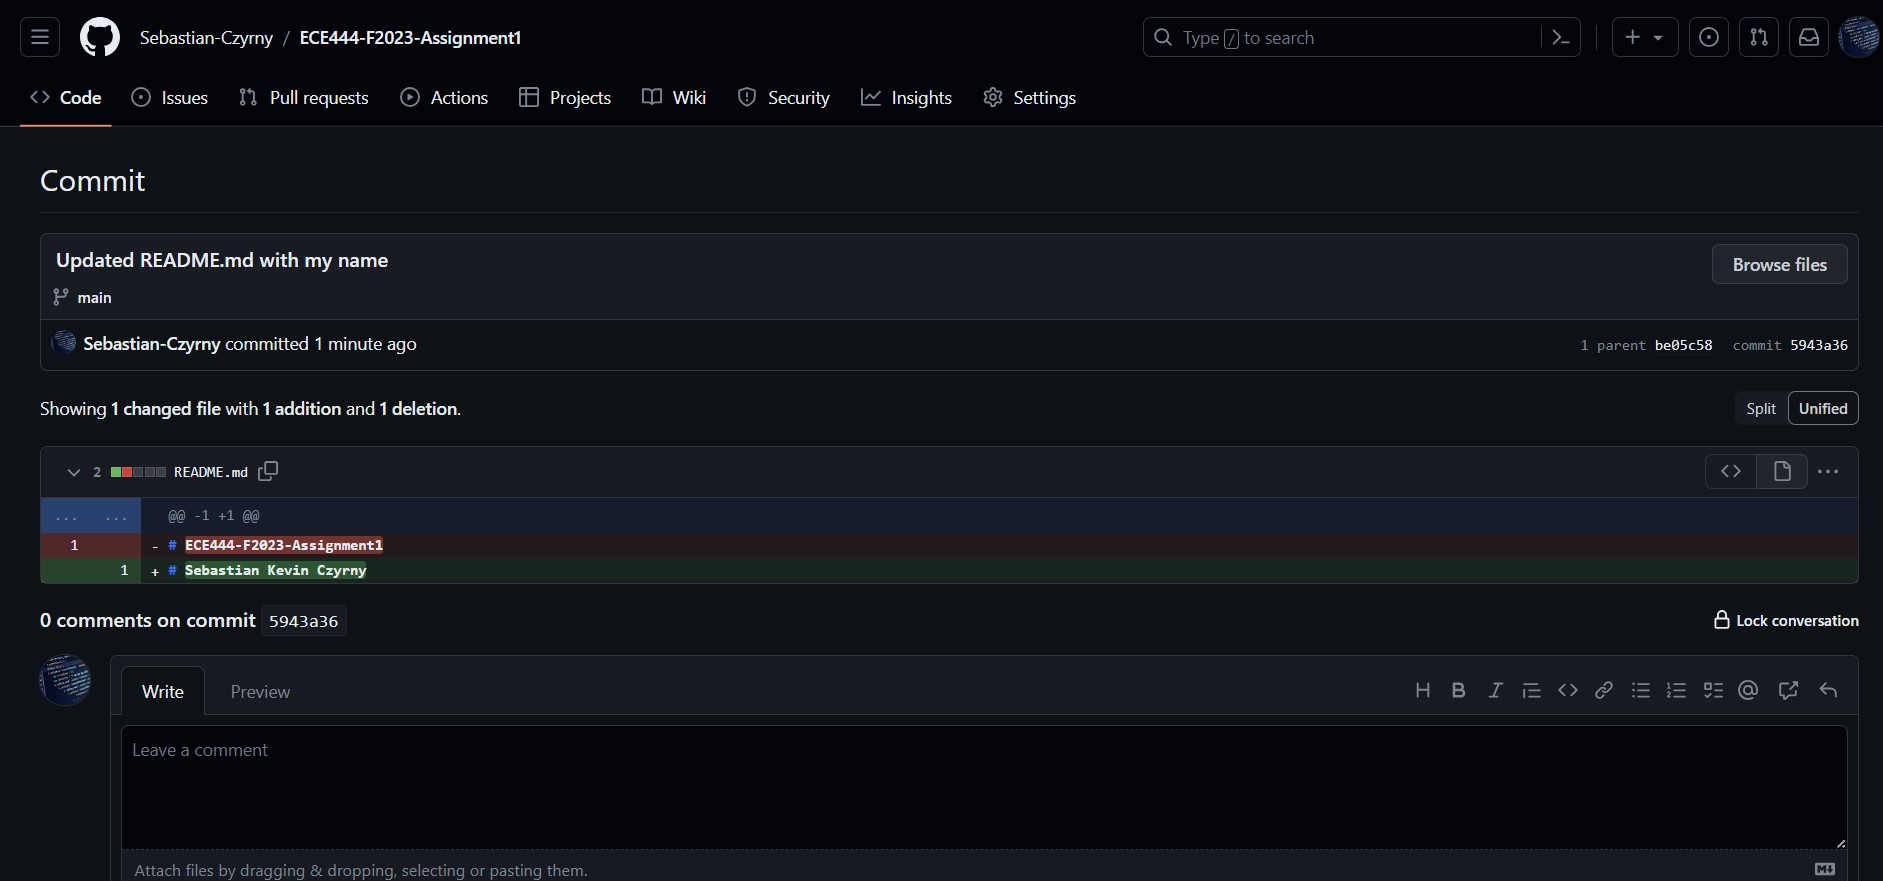 Sebastian-Czyrny / ECE444-F2023-Assignment1
Type / to search
Code Issues Pull requests Actions Projects Wiki Security Insights Settings
Commit
Updated README.md with my name
Browse files
main
Sebastian-Czyrny committed 1 minute ago
1 parent be05c58 commit 5943a36
Showing 1 changed file with 1 addition and 1 deletion.
Split Unified
2 README.md
... ... @@ -1 +1 @@
1 - # ECE444-F2023-Assignment1
1 + # Sebastian Kevin Czyrny
0 comments on commit 5943a36
Lock conversation
Write Preview
Leave a comment
Attach files by dragging & dropping, selecting or pasting them.